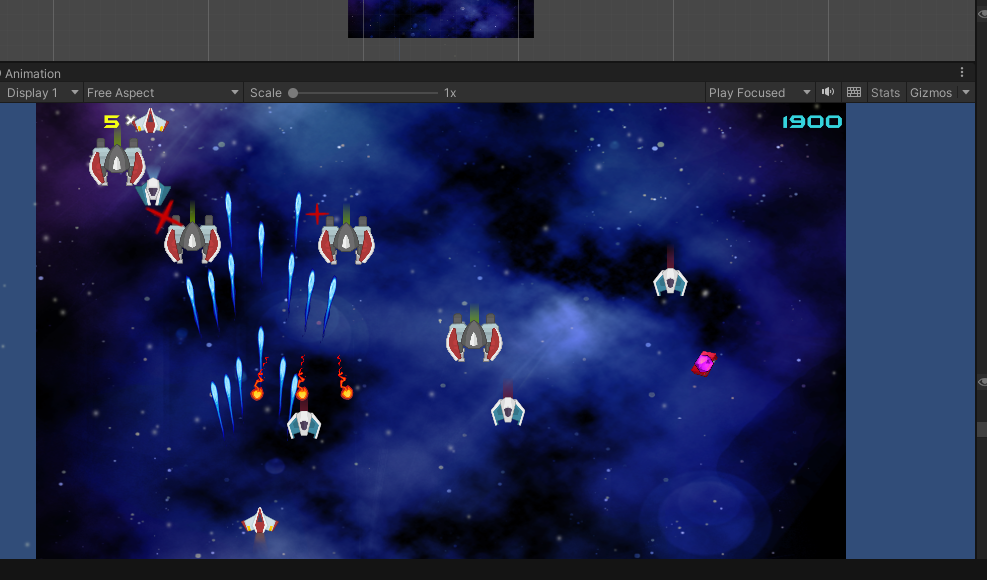 Animation
Display 1 Free Aspect Scale 1x Play Focused Stats Gizmos
5 × 1900